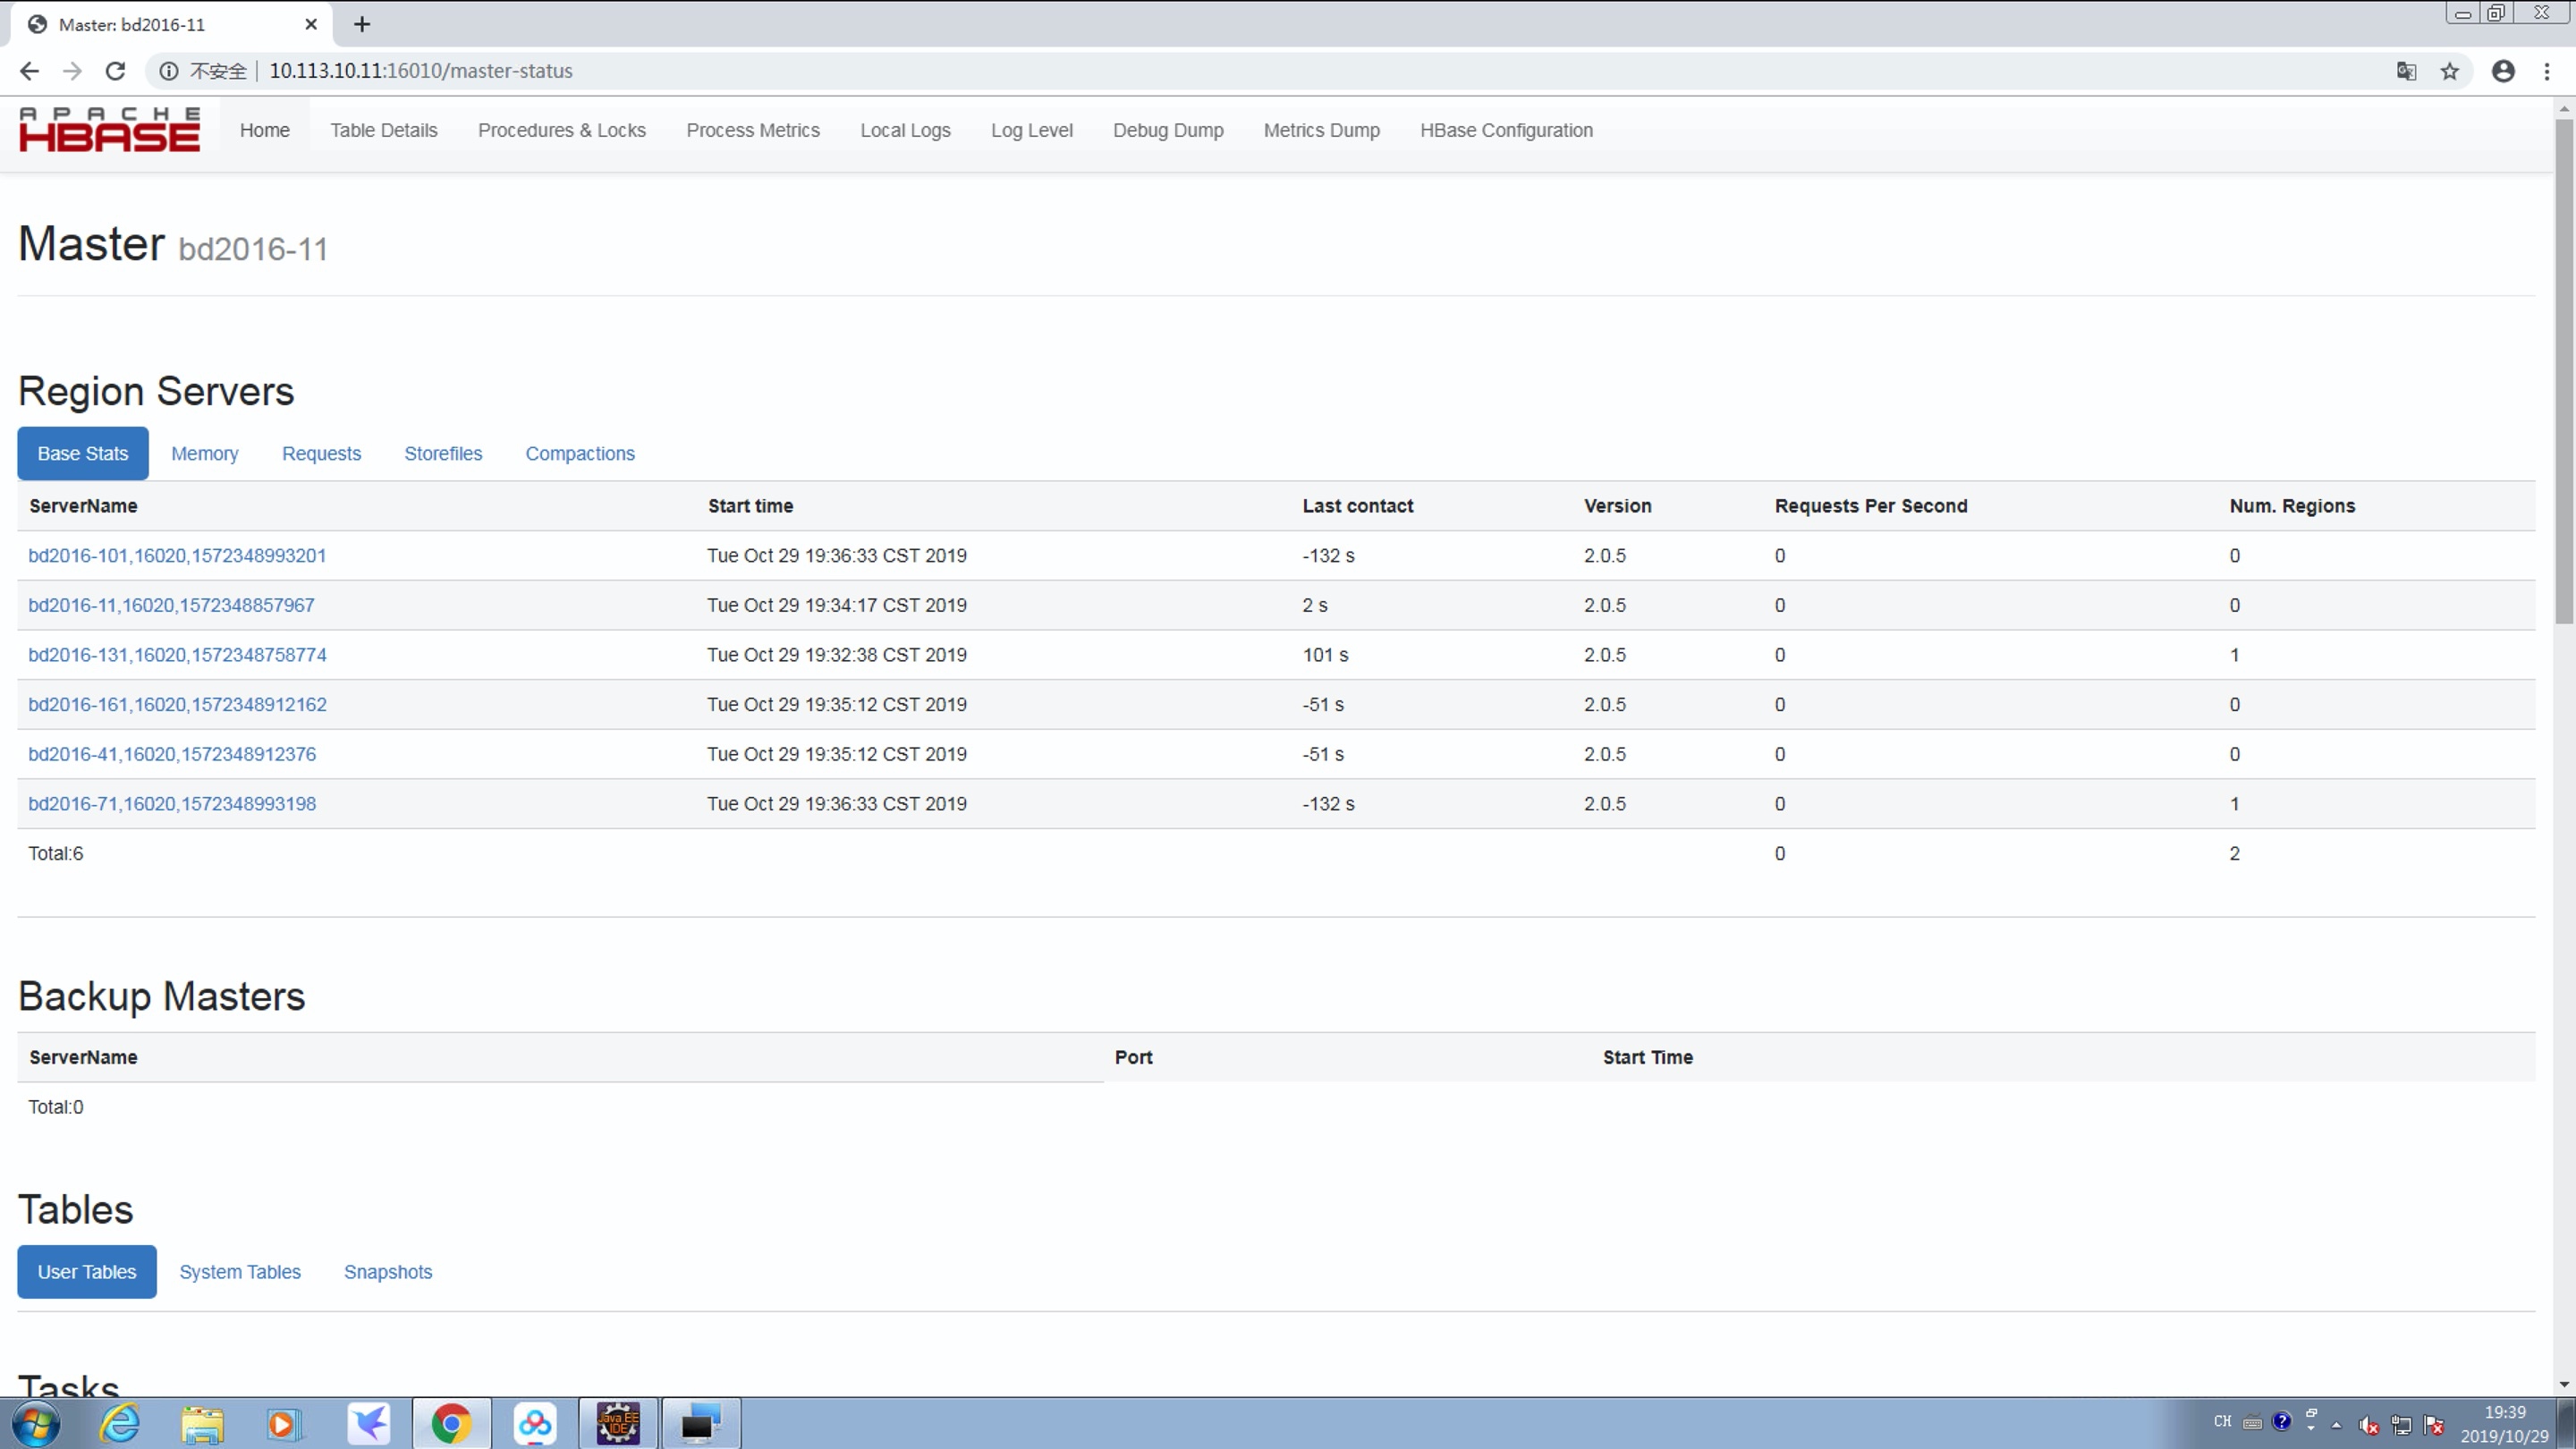 Master: bd2016-11
不安全 10.113.10.11:16010/master-status
APACHE HBASE Home Table Details Procedures & Locks Process Metrics Local Logs Log Level Debug Dump Metrics Dump HBase Configuration
Master bd2016-11
Region Servers
Base Stats Memory Requests Storefiles Compactions
ServerName Start time Last contact Version Requests Per Second Num. Regions
bd2016-101,16020,1572348993201 Tue Oct 29 19:36:33 CST 2019 -132 s 2.0.5 0 0
bd2016-11,16020,1572348857967 Tue Oct 29 19:34:17 CST 2019 2 s 2.0.5 0 0
bd2016-131,16020,1572348758774 Tue Oct 29 19:32:38 CST 2019 101 s 2.0.5 0 1
bd2016-161,16020,1572348912162 Tue Oct 29 19:35:12 CST 2019 -51 s 2.0.5 0 0
bd2016-41,16020,1572348912376 Tue Oct 29 19:35:12 CST 2019 -51 s 2.0.5 0 0
bd2016-71,16020,1572348993198 Tue Oct 29 19:36:33 CST 2019 -132 s 2.0.5 0 1
Total:6 0 2
Backup Masters
ServerName Port Start Time
Total:0
Tables
User Tables System Tables Snapshots
Tasks
Java EE IDE
CH 19:39
2019/10/29